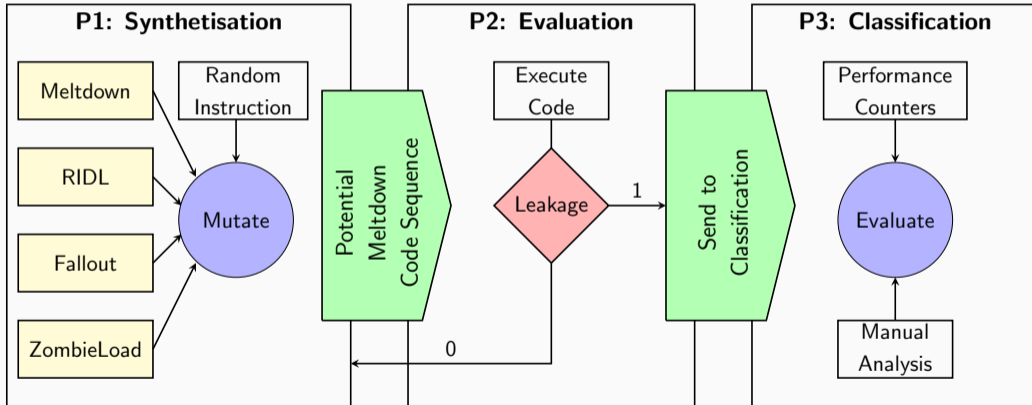 P1: Synthetisation
Meltdown
RIDL
Fallout
ZombieLoad
Random
Instruction
Mutate
Potential
Meltdown
Code Sequence
P2: Evaluation
Execute
Code
Leakage
1
0
Send to
Classification
P3: Classification
Performance
Counters
Evaluate
Manual
Analysis